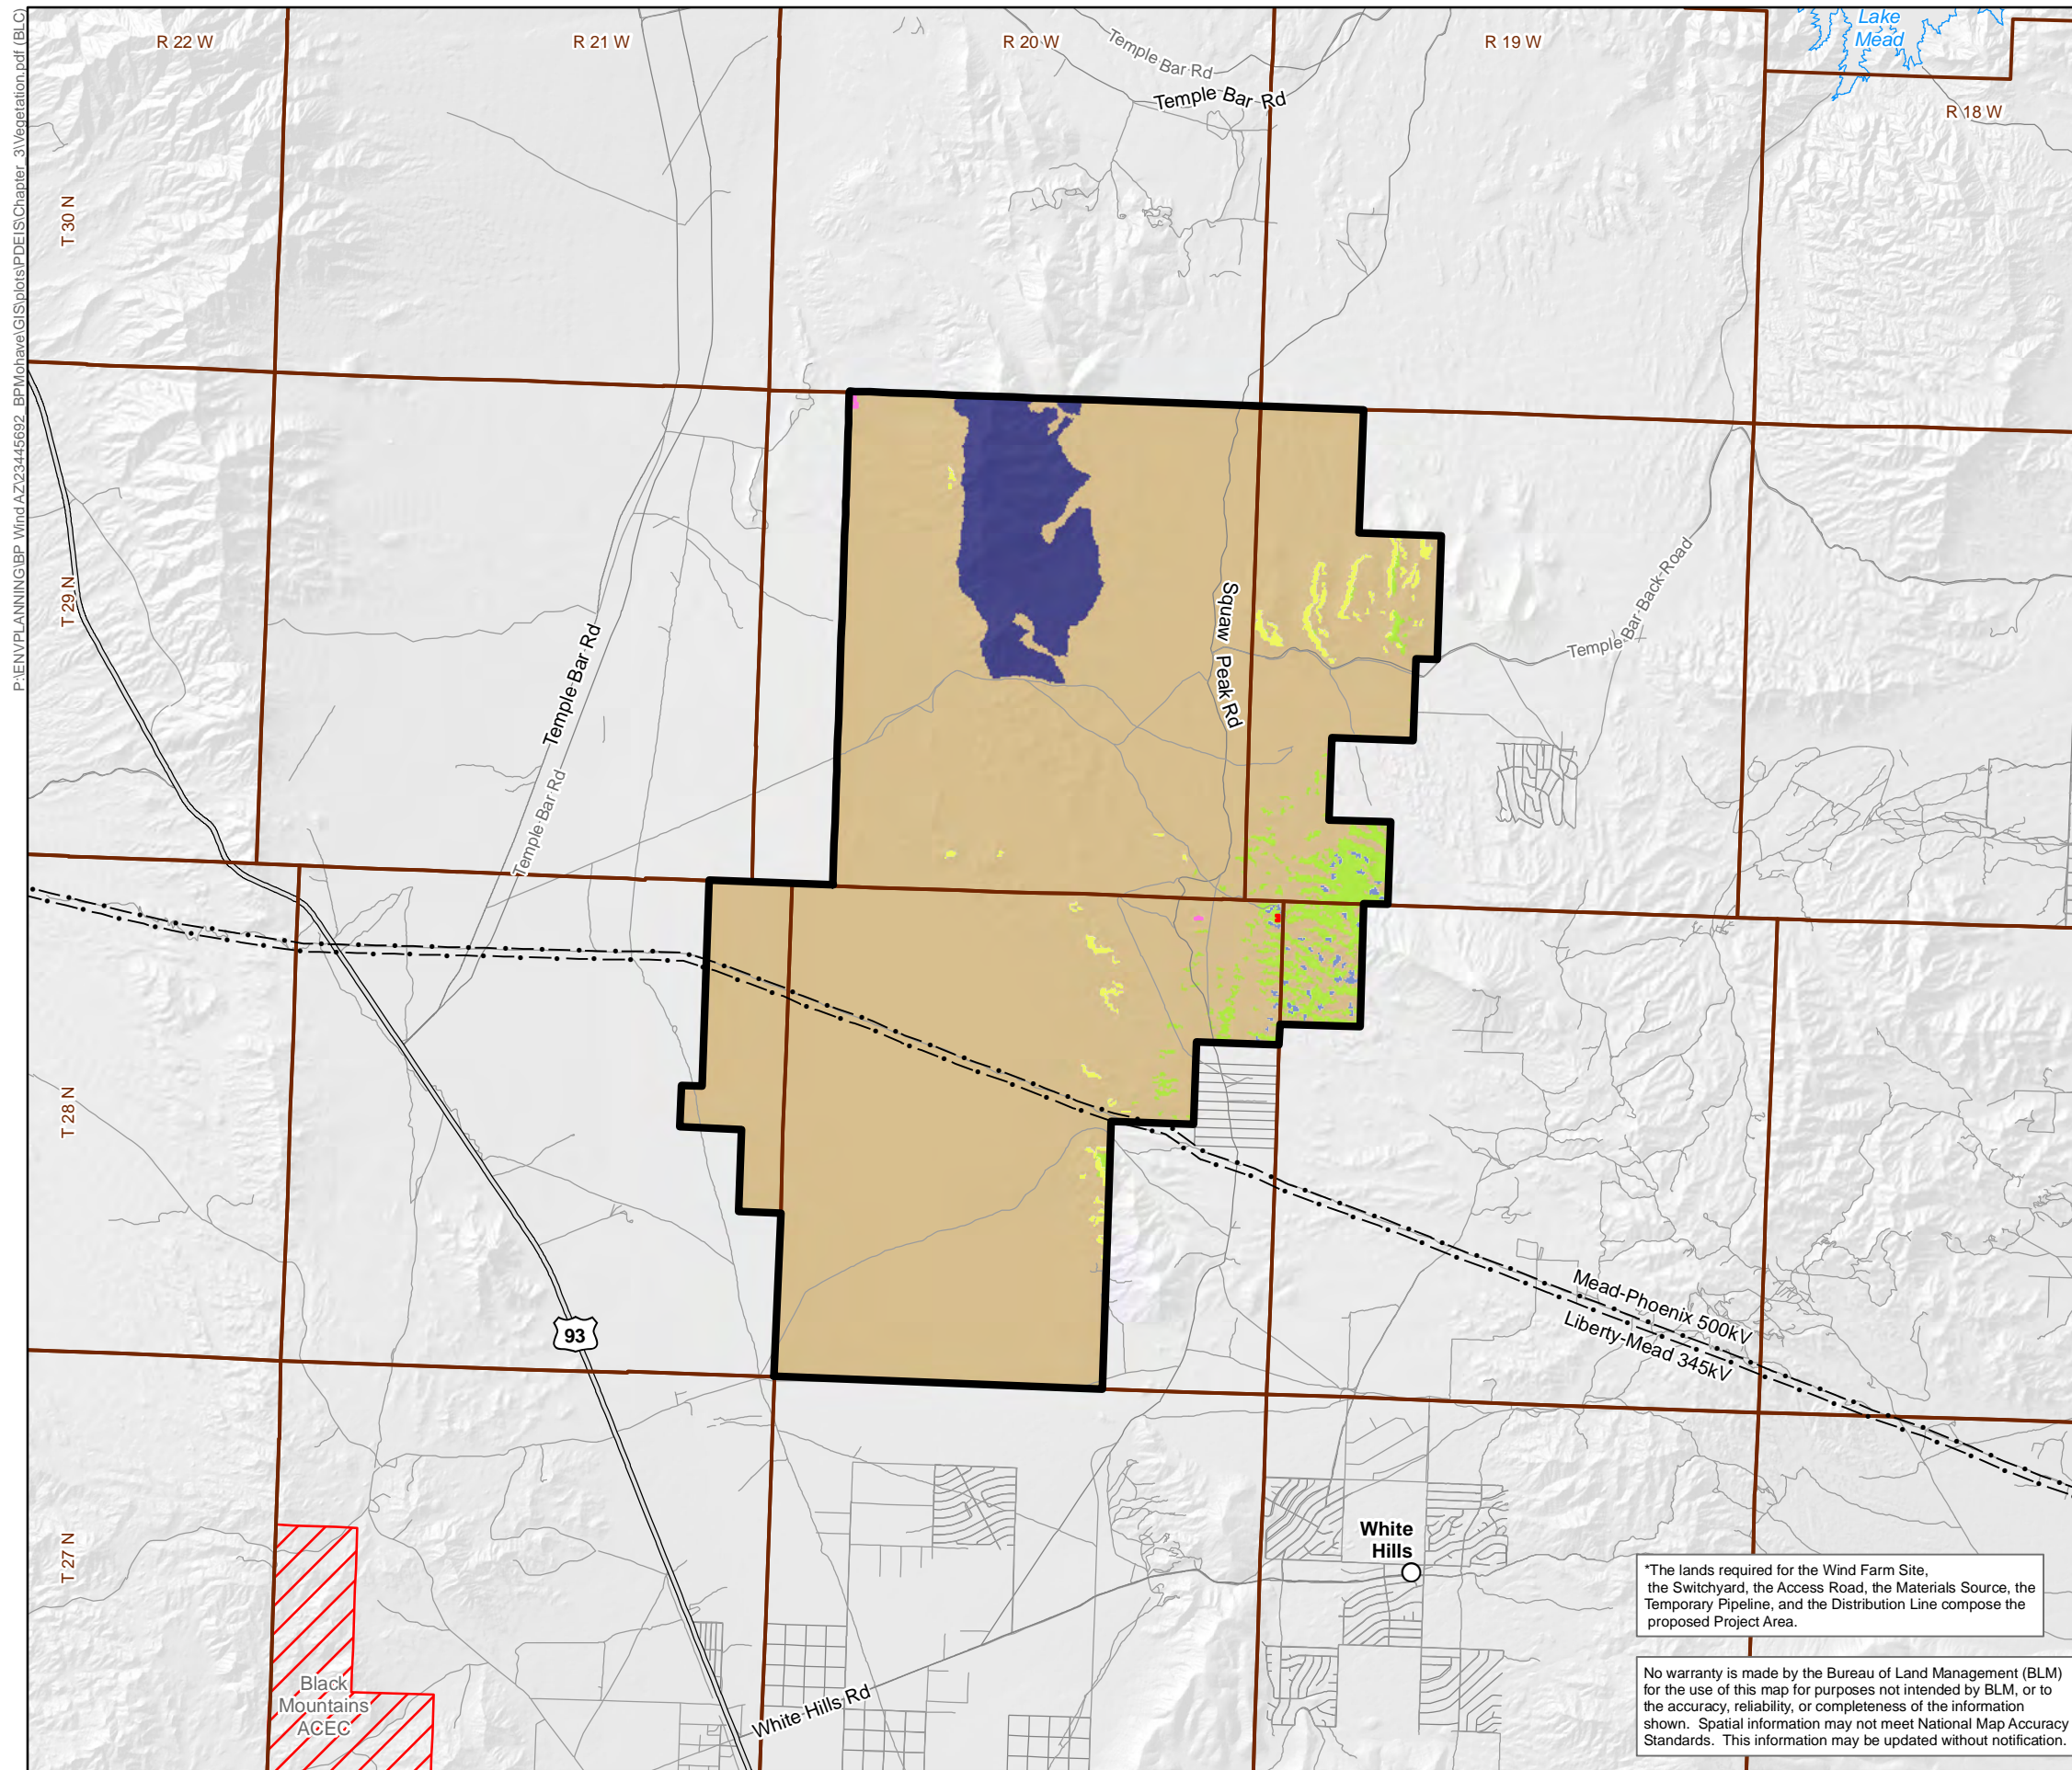 P:\ENVPLANNING\BP Wind AZ\23445692_BPMohave\GIS\plots\PDEIS\Chapter_3\Vegetation.pdf (BLC)
R 22 W
R 21 W
R 20 W
R 19 W
Lake
Mead
R 18 W
Temple Bar Rd
Temple Bar Rd
T 30 N
T 29 N
Temple Bar Rd
Temple Bar Rd
Squaw Peak Rd
Temple Bar Back Road
T 28 N
93
Mead-Phoenix 500kV
Liberty-Mead 345kV
T 27 N
White
Hills
Black
Mountains
ACEC
White Hills Rd
*The lands required for the Wind Farm Site,
the Switchyard, the Access Road, the Materials Source, the
Temporary Pipeline, and the Distribution Line compose the
proposed Project Area.
No warranty is made by the Bureau of Land Management (BLM)
for the use of this map for purposes not intended by BLM, or to
the accuracy, reliability, or completeness of the information
shown. Spatial information may not meet National Map Accuracy
Standards. This information may be updated without notification.